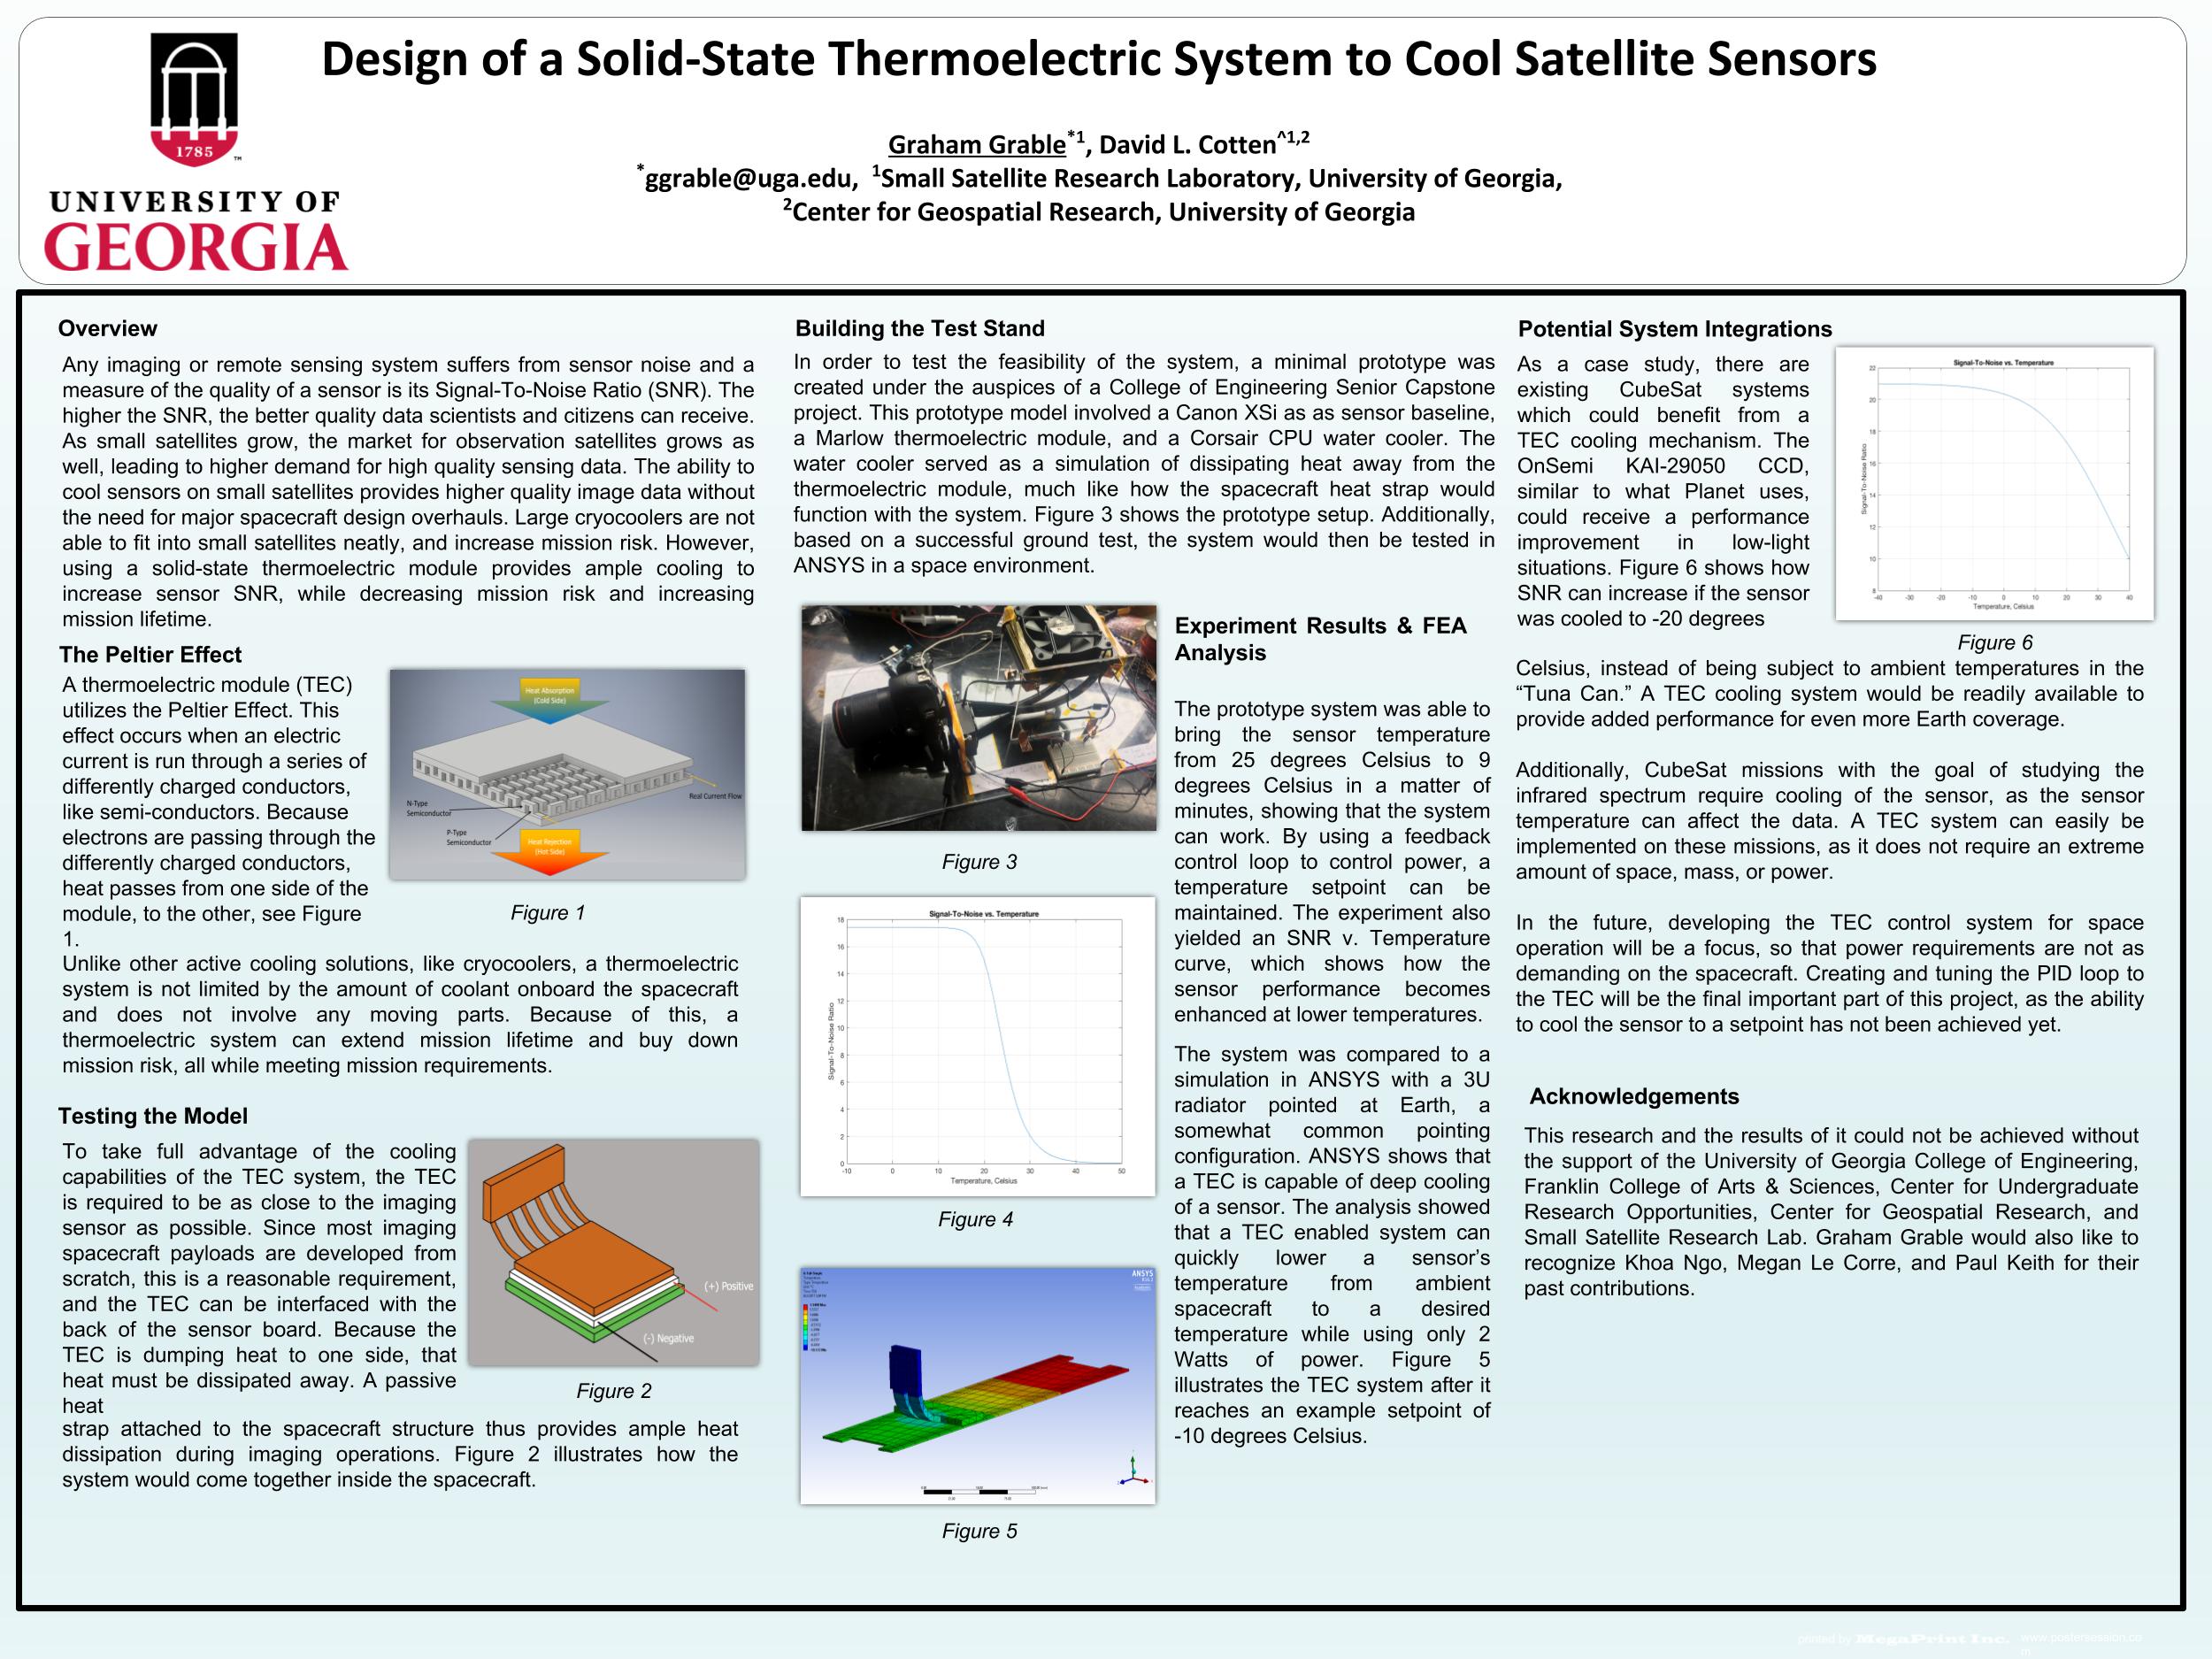 Design of a Solid-State Thermoelectric System to Cool Satellite Sensors
1785
™
UNIVERSITY OF
GEORGIA
Graham Grable*1, David L. Cotten^1,2
*ggrable@uga.edu, 1Small Satellite Research Laboratory, University of Georgia,
2Center for Geospatial Research, University of Georgia
Overview
Any imaging or remote sensing system suffers from sensor noise and a
measure of the quality of a sensor is its Signal-To-Noise Ratio (SNR). The
higher the SNR, the better quality data scientists and citizens can receive.
As small satellites grow, the market for observation satellites grows as
well, leading to higher demand for high quality sensing data. The ability to
cool sensors on small satellites provides higher quality image data without
the need for major spacecraft design overhauls. Large cryocoolers are not
able to fit into small satellites neatly, and increase mission risk. However,
using a solid-state thermoelectric module provides ample cooling to
increase sensor SNR, while decreasing mission risk and increasing
mission lifetime.
The Peltier Effect
A thermoelectric module (TEC)
utilizes the Peltier Effect. This
effect occurs when an electric
current is run through a series of
differently charged conductors,
like semi-conductors. Because
electrons are passing through the
differently charged conductors,
heat passes from one side of the
module, to the other, see Figure
1.
Heat Absorption
(Cold Side)
N-Type
Semiconductor
P-Type
Semiconductor
Real Current Flow
Heat Rejection
(Hot Side)
Figure 1
Unlike other active cooling solutions, like cryocoolers, a thermoelectric
system is not limited by the amount of coolant onboard the spacecraft
and does not involve any moving parts. Because of this, a
thermoelectric system can extend mission lifetime and buy down
mission risk, all while meeting mission requirements.
Testing the Model
To take full advantage of the cooling
capabilities of the TEC system, the TEC
is required to be as close to the imaging
sensor as possible. Since most imaging
spacecraft payloads are developed from
scratch, this is a reasonable requirement,
and the TEC can be interfaced with the
back of the sensor board. Because the
TEC is dumping heat to one side, that
heat must be dissipated away. A passive
heat
(+) Positive
(-) Negative
Figure 2
strap attached to the spacecraft structure thus provides ample heat
dissipation during imaging operations. Figure 2 illustrates how the
system would come together inside the spacecraft.
Building the Test Stand
In order to test the feasibility of the system, a minimal prototype was
created under the auspices of a College of Engineering Senior Capstone
project. This prototype model involved a Canon XSi as as sensor baseline,
a Marlow thermoelectric module, and a Corsair CPU water cooler. The
water cooler served as a simulation of dissipating heat away from the
thermoelectric module, much like how the spacecraft heat strap would
function with the system. Figure 3 shows the prototype setup. Additionally,
based on a successful ground test, the system would then be tested in
ANSYS in a space environment.
Figure 3
Signal-To-Noise vs. Temperature
Signal-To-Noise Ratio
18
16
14
12
10
8
6
4
2
0
-10 0 10 20 30 40 50
Temperature, Celsius
Figure 4
ANSYS
Figure 5
Experiment Results & FEA
Analysis
The prototype system was able to
bring the sensor temperature
from 25 degrees Celsius to 9
degrees Celsius in a matter of
minutes, showing that the system
can work. By using a feedback
control loop to control power, a
temperature setpoint can be
maintained. The experiment also
yielded an SNR v. Temperature
curve, which shows how the
sensor performance becomes
enhanced at lower temperatures.
The system was compared to a
simulation in ANSYS with a 3U
radiator pointed at Earth, a
somewhat common pointing
configuration. ANSYS shows that
a TEC is capable of deep cooling
of a sensor. The analysis showed
that a TEC enabled system can
quickly lower a sensor's
temperature from ambient
spacecraft to a desired
temperature while using only 2
Watts of power. Figure 5
illustrates the TEC system after it
reaches an example setpoint of
-10 degrees Celsius.
Potential System Integrations
As a case study, there are
existing CubeSat systems
which could benefit from a
TEC cooling mechanism. The
OnSemi KAI-29050 CCD,
similar to what Planet uses,
could receive a performance
improvement in low-light
situations. Figure 6 shows how
SNR can increase if the sensor
was cooled to -20 degrees
Signal-To-Noise vs. Temperature
Signal-To-Noise Ratio
22
20
18
16
14
12
10
8
-40 -30 -20 -10 0 10 20 30 40
Temperature, Celsius
Figure 6
Celsius, instead of being subject to ambient temperatures in the
“Tuna Can.” A TEC cooling system would be readily available to
provide added performance for even more Earth coverage.
Additionally, CubeSat missions with the goal of studying the
infrared spectrum require cooling of the sensor, as the sensor
temperature can affect the data. A TEC system can easily be
implemented on these missions, as it does not require an extreme
amount of space, mass, or power.
In the future, developing the TEC control system for space
operation will be a focus, so that power requirements are not as
demanding on the spacecraft. Creating and tuning the PID loop to
the TEC will be the final important part of this project, as the ability
to cool the sensor to a setpoint has not been achieved yet.
Acknowledgements
This research and the results of it could not be achieved without
the support of the University of Georgia College of Engineering,
Franklin College of Arts & Sciences, Center for Undergraduate
Research Opportunities, Center for Geospatial Research, and
Small Satellite Research Lab. Graham Grable would also like to
recognize Khoa Ngo, Megan Le Corre, and Paul Keith for their
past contributions.
printed by MegaPrint Inc. www.postersession.co
m